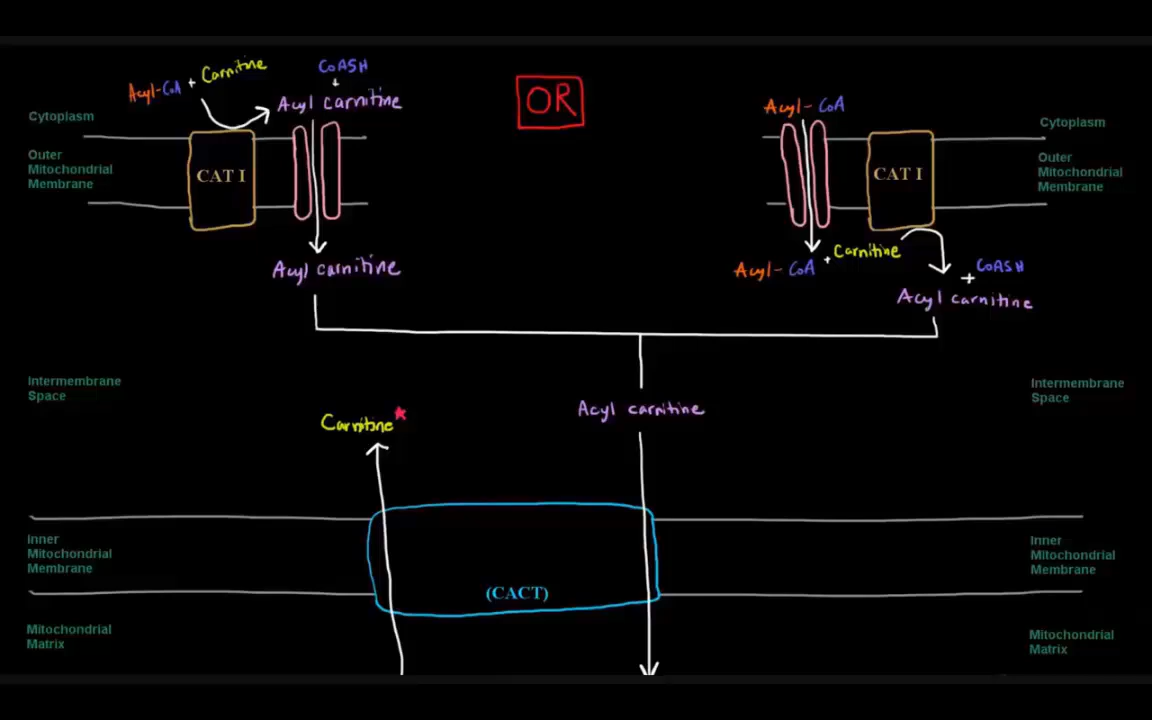 Acyl-CoA + Carnitine
CoASH
+
Acyl carnitine
OR
Acyl-CoA
Cytoplasm
Cytoplasm
Outer
Mitochondrial
Membrane
CAT I
CAT I
Outer
Mitochondrial
Membrane
Acyl carnitine
Acyl-CoA + Carnitine
+ CoASH
Acyl carnitine
Intermembrane
Space
Intermembrane
Space
Carnitine*
Acyl carnitine
Inner
Mitochondrial
Membrane
(CACT)
Inner
Mitochondrial
Membrane
Mitochondrial
Matrix
Mitochondrial
Matrix